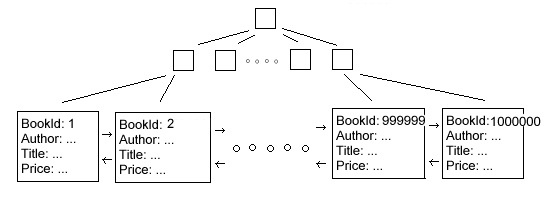 BookId: 1
Author: ...
Title: ...
Price: ...
BookId: 2
Author: ...
Title: ...
Price: ...
BookId: 999999
Author: ...
Title: ...
Price: ...
BookId: 1000000
Author: ...
Title: ...
Price: ...